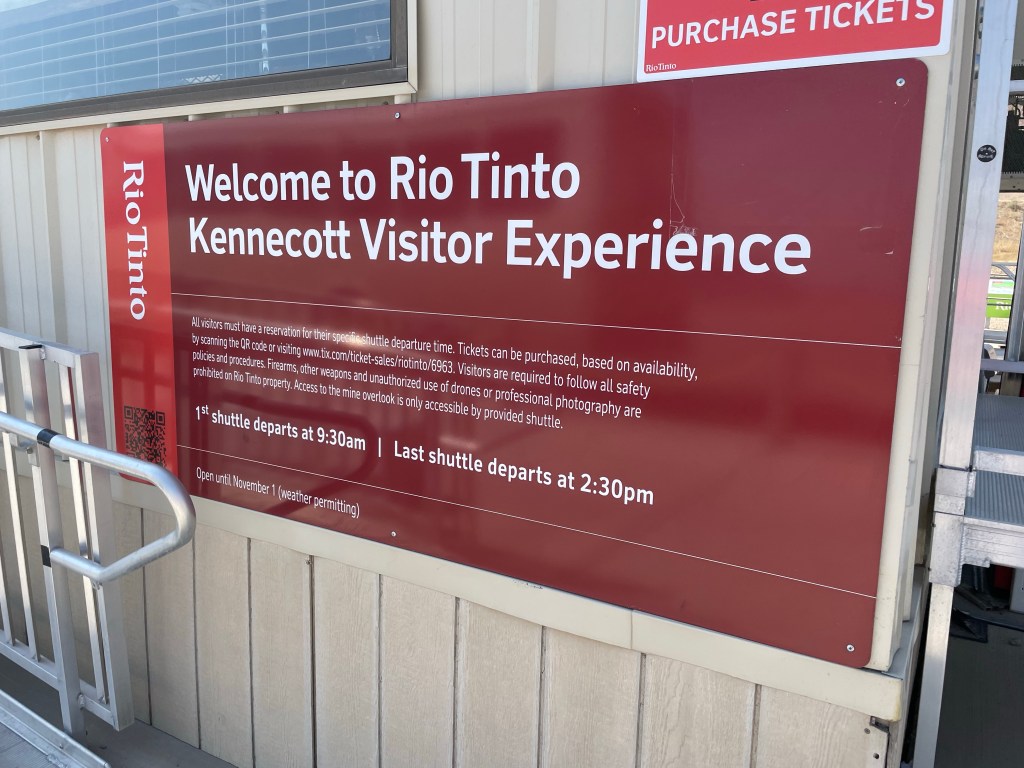 PURCHASE TICKETS
RioTinto
RioTinto
Welcome to Rio Tinto
Kennecott Visitor Experience
All visitors must have a reservation for their specific shuttle departure time. Tickets can be purchased, based on availability,
by scanning the QR code or visiting www.tix.com/ticket-sales/riotinto/6963. Visitors are required to follow all safety
policies and procedures. Firearms, other weapons and unauthorized use of drones or professional photography are
prohibited on Rio Tinto property. Access to the mine overlook is only accessible by provided shuttle.
1st shuttle departs at 9:30am | Last shuttle departs at 2:30pm
Open until November 1 (weather permitting)